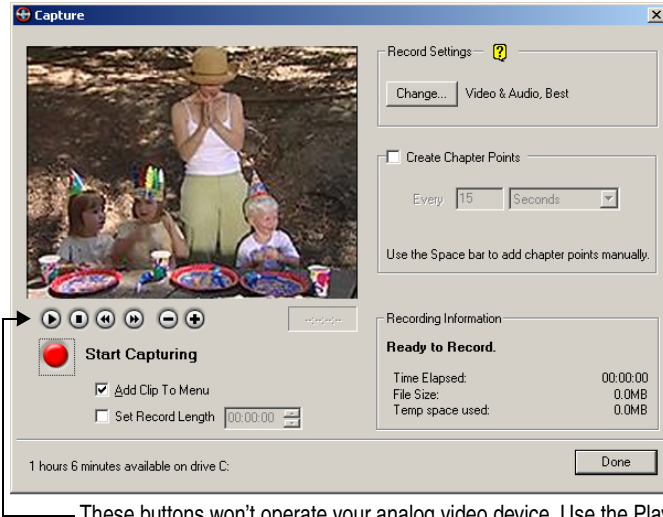 Capture
Record Settings
Change... Video & Audio, Best
Create Chapter Points
Every 15 Seconds
Use the Space bar to add chapter points manually.
--:--:--:--
Start Capturing
Add Clip To Menu
Set Record Length 00:00:00
Recording Information
Ready to Record.
Time Elapsed: 00:00:00
File Size: 0.0MB
Temp space used: 0.0MB
1 hours 6 minutes available on drive C:
Done
These buttons won't operate your analog video device. Use the Play